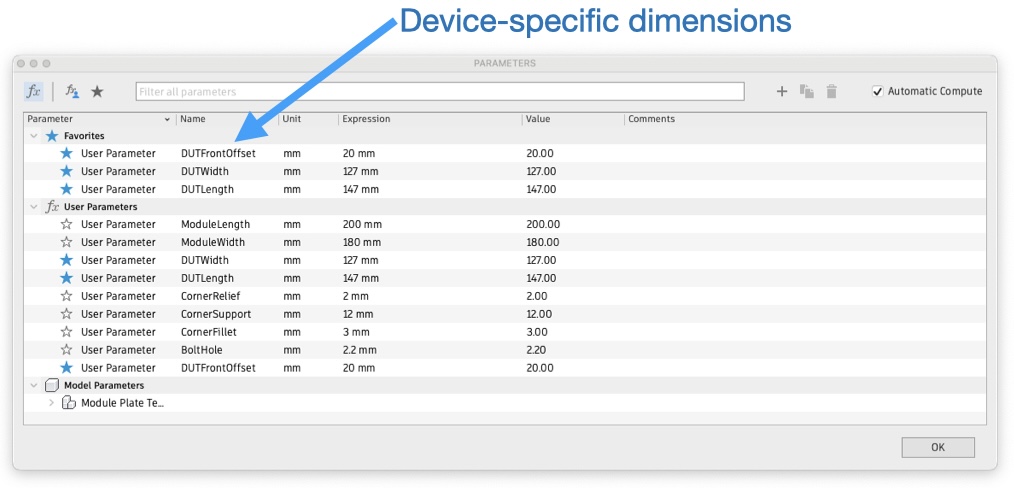 Device-specific dimensions
PARAMETERS
fx Filter all parameters Automatic Compute
Parameter Name Unit Expression Value Comments
Favorites
User Parameter DUTFrontOffset mm 20 mm 20.00
User Parameter DUTWidth mm 127 mm 127.00
User Parameter DUTLength mm 147 mm 147.00
fx User Parameters
User Parameter ModuleLength mm 200 mm 200.00
User Parameter ModuleWidth mm 180 mm 180.00
User Parameter DUTWidth mm 127 mm 127.00
User Parameter DUTLength mm 147 mm 147.00
User Parameter CornerRelief mm 2 mm 2.00
User Parameter CornerSupport mm 12 mm 12.00
User Parameter CornerFillet mm 3 mm 3.00
User Parameter BoltHole mm 2.2 mm 2.20
User Parameter DUTFrontOffset mm 20 mm 20.00
Model Parameters
Module Plate Te...
OK